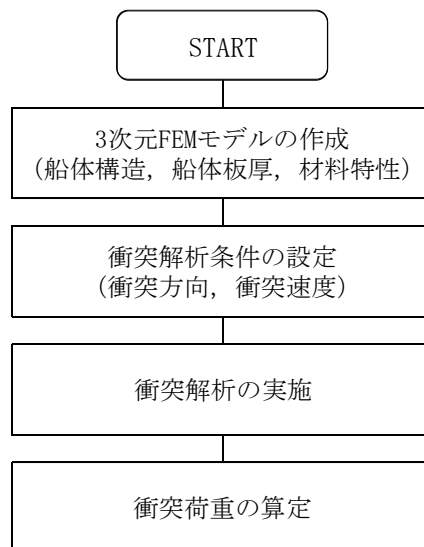 START
3次元FEMモデルの作成
(船体構造, 船体板厚, 材料特性)
衝突解析条件の設定
(衝突方向, 衝突速度)
衝突解析の実施
衝突荷重の算定